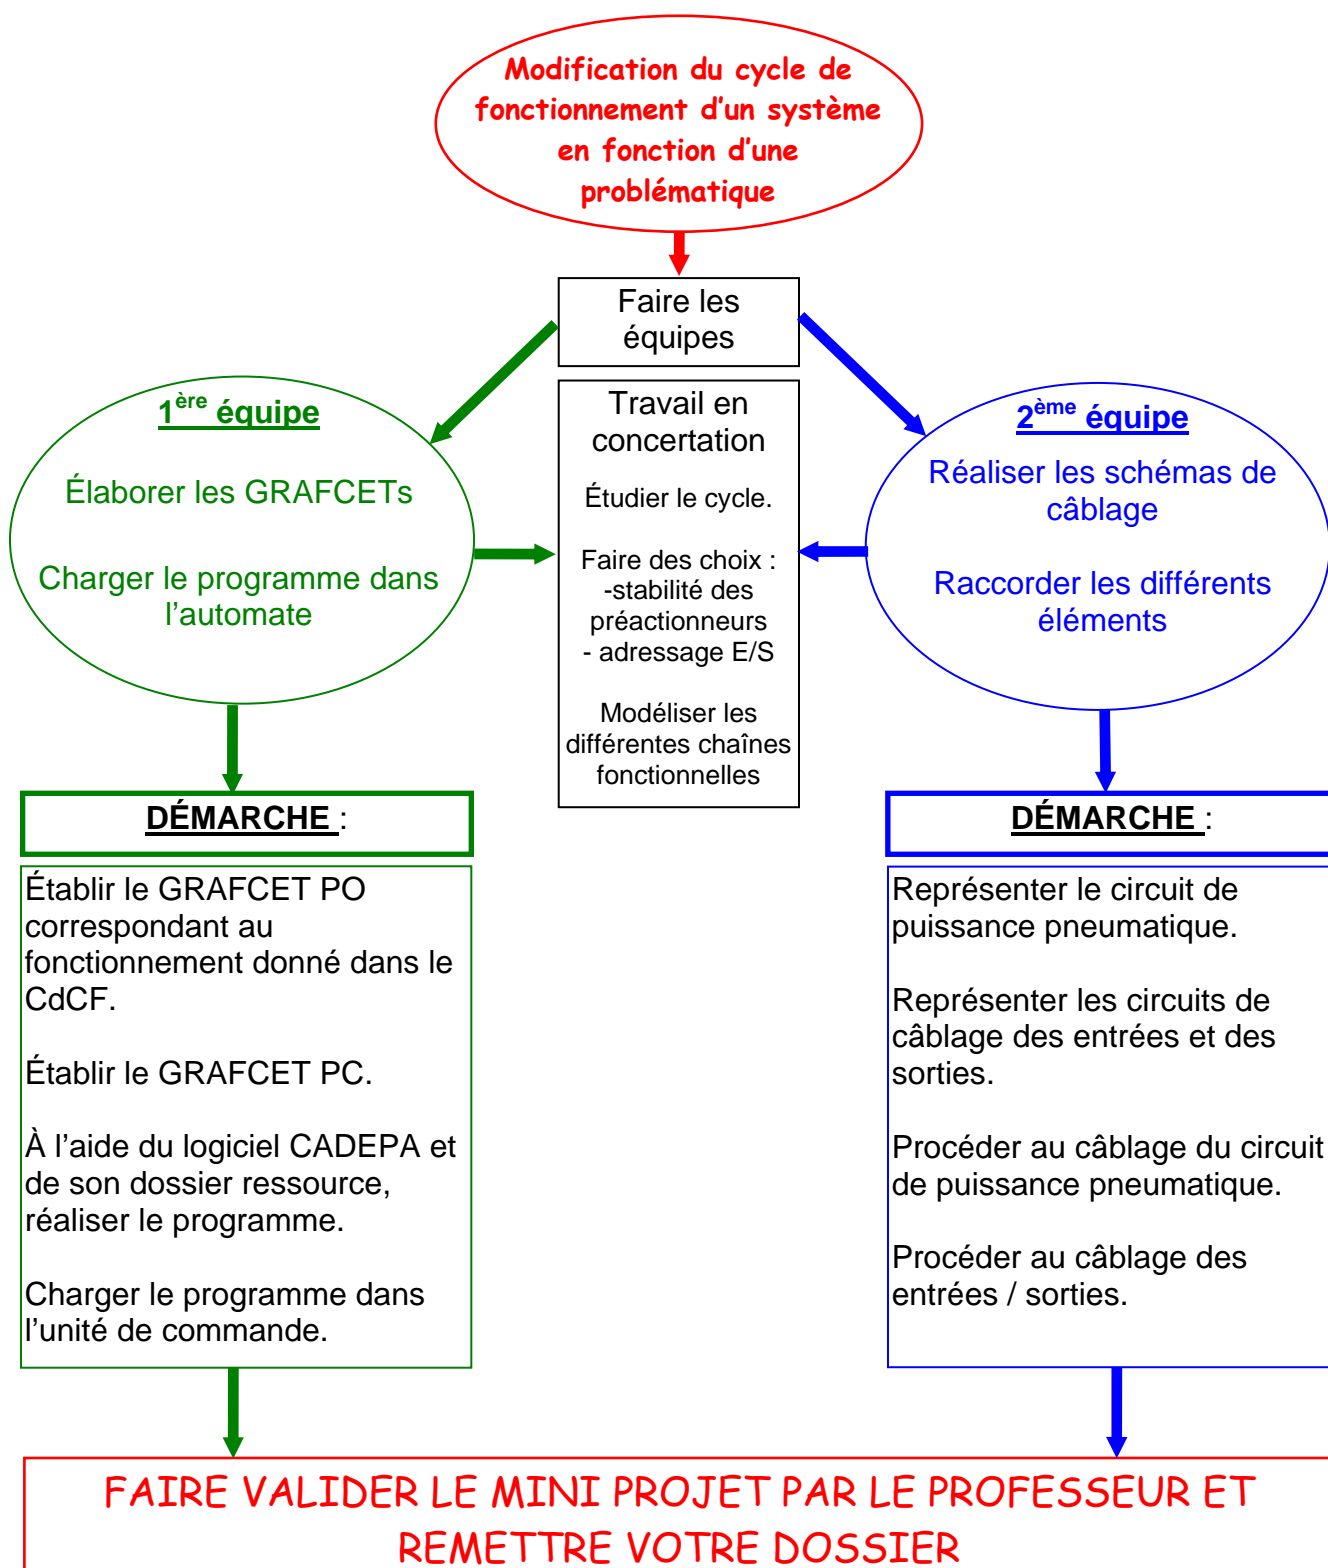 Modification du cycle de
fonctionnement d'un système
en fonction d'une
problématique
Faire les
équipes
1ère équipe
Élaborer les GRAFCETs
Charger le programme dans
l'automate
Travail en
concertation
Étudier le cycle.
Faire des choix :
-stabilité des
préactionneurs
- adressage E/S
Modéliser les
différentes chaînes
fonctionnelles
2ème équipe
Réaliser les schémas de
câblage
Raccorder les différents
éléments
DÉMARCHE :
Établir le GRAFCET PO
correspondant au
fonctionnement donné dans le
CdCF.
Établir le GRAFCET PC.
À l'aide du logiciel CADEPA et
de son dossier ressource,
réaliser le programme.
Charger le programme dans
l'unité de commande.
DÉMARCHE :
Représenter le circuit de
puissance pneumatique.
Représenter les circuits de
câblage des entrées et des
sorties.
Procéder au câblage du circuit
de puissance pneumatique.
Procéder au câblage des
entrées / sorties.
FAIRE VALIDER LE MINI PROJET PAR LE PROFESSEUR ET
REMETTRE VOTRE DOSSIER